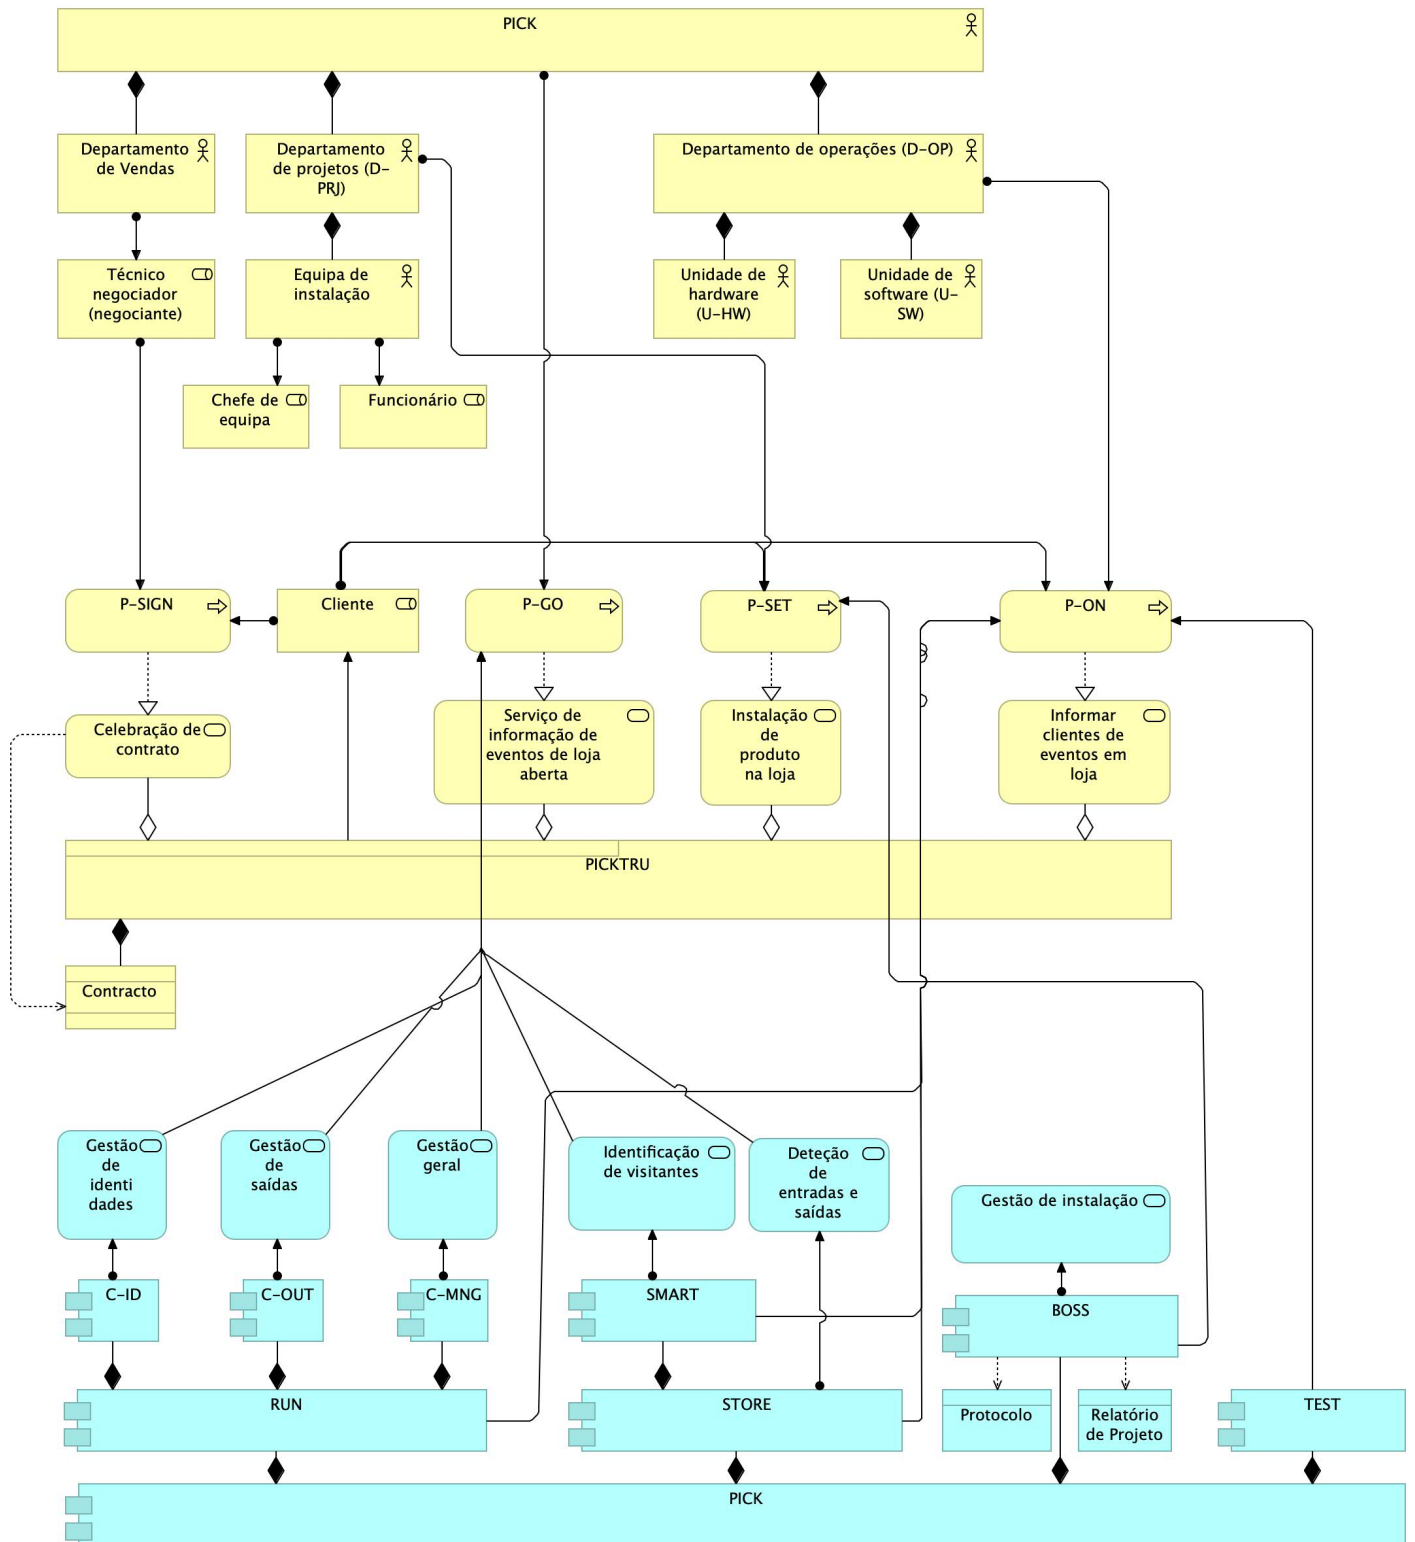 PICK
Departamento
de Vendas
Departamento
de projetos (D-
PRJ)
Departamento de operações (D-OP)
Técnico
negociador
(negociante)
Equipa de
instalação
Unidade de
hardware
(U-HW)
Unidade de
software (U-
SW)
Chefe de
equipa
Funcionário
P-SIGN
Cliente
P-GO
P-SET
P-ON
Celebração de
contrato
Serviço de
informação de
eventos de loja
aberta
Instalação
de
produto
na loja
Informar
clientes de
eventos em
loja
PICKTRU
Contracto
Gestão
de
identi
dades
Gestão
de
saídas
Gestão
geral
Identificação
de visitantes
Deteção
de
entradas e
saídas
Gestão de instalação
C-ID
C-OUT
C-MNG
SMART
BOSS
RUN
STORE
Protocolo
Relatório
de Projeto
TEST
PICK